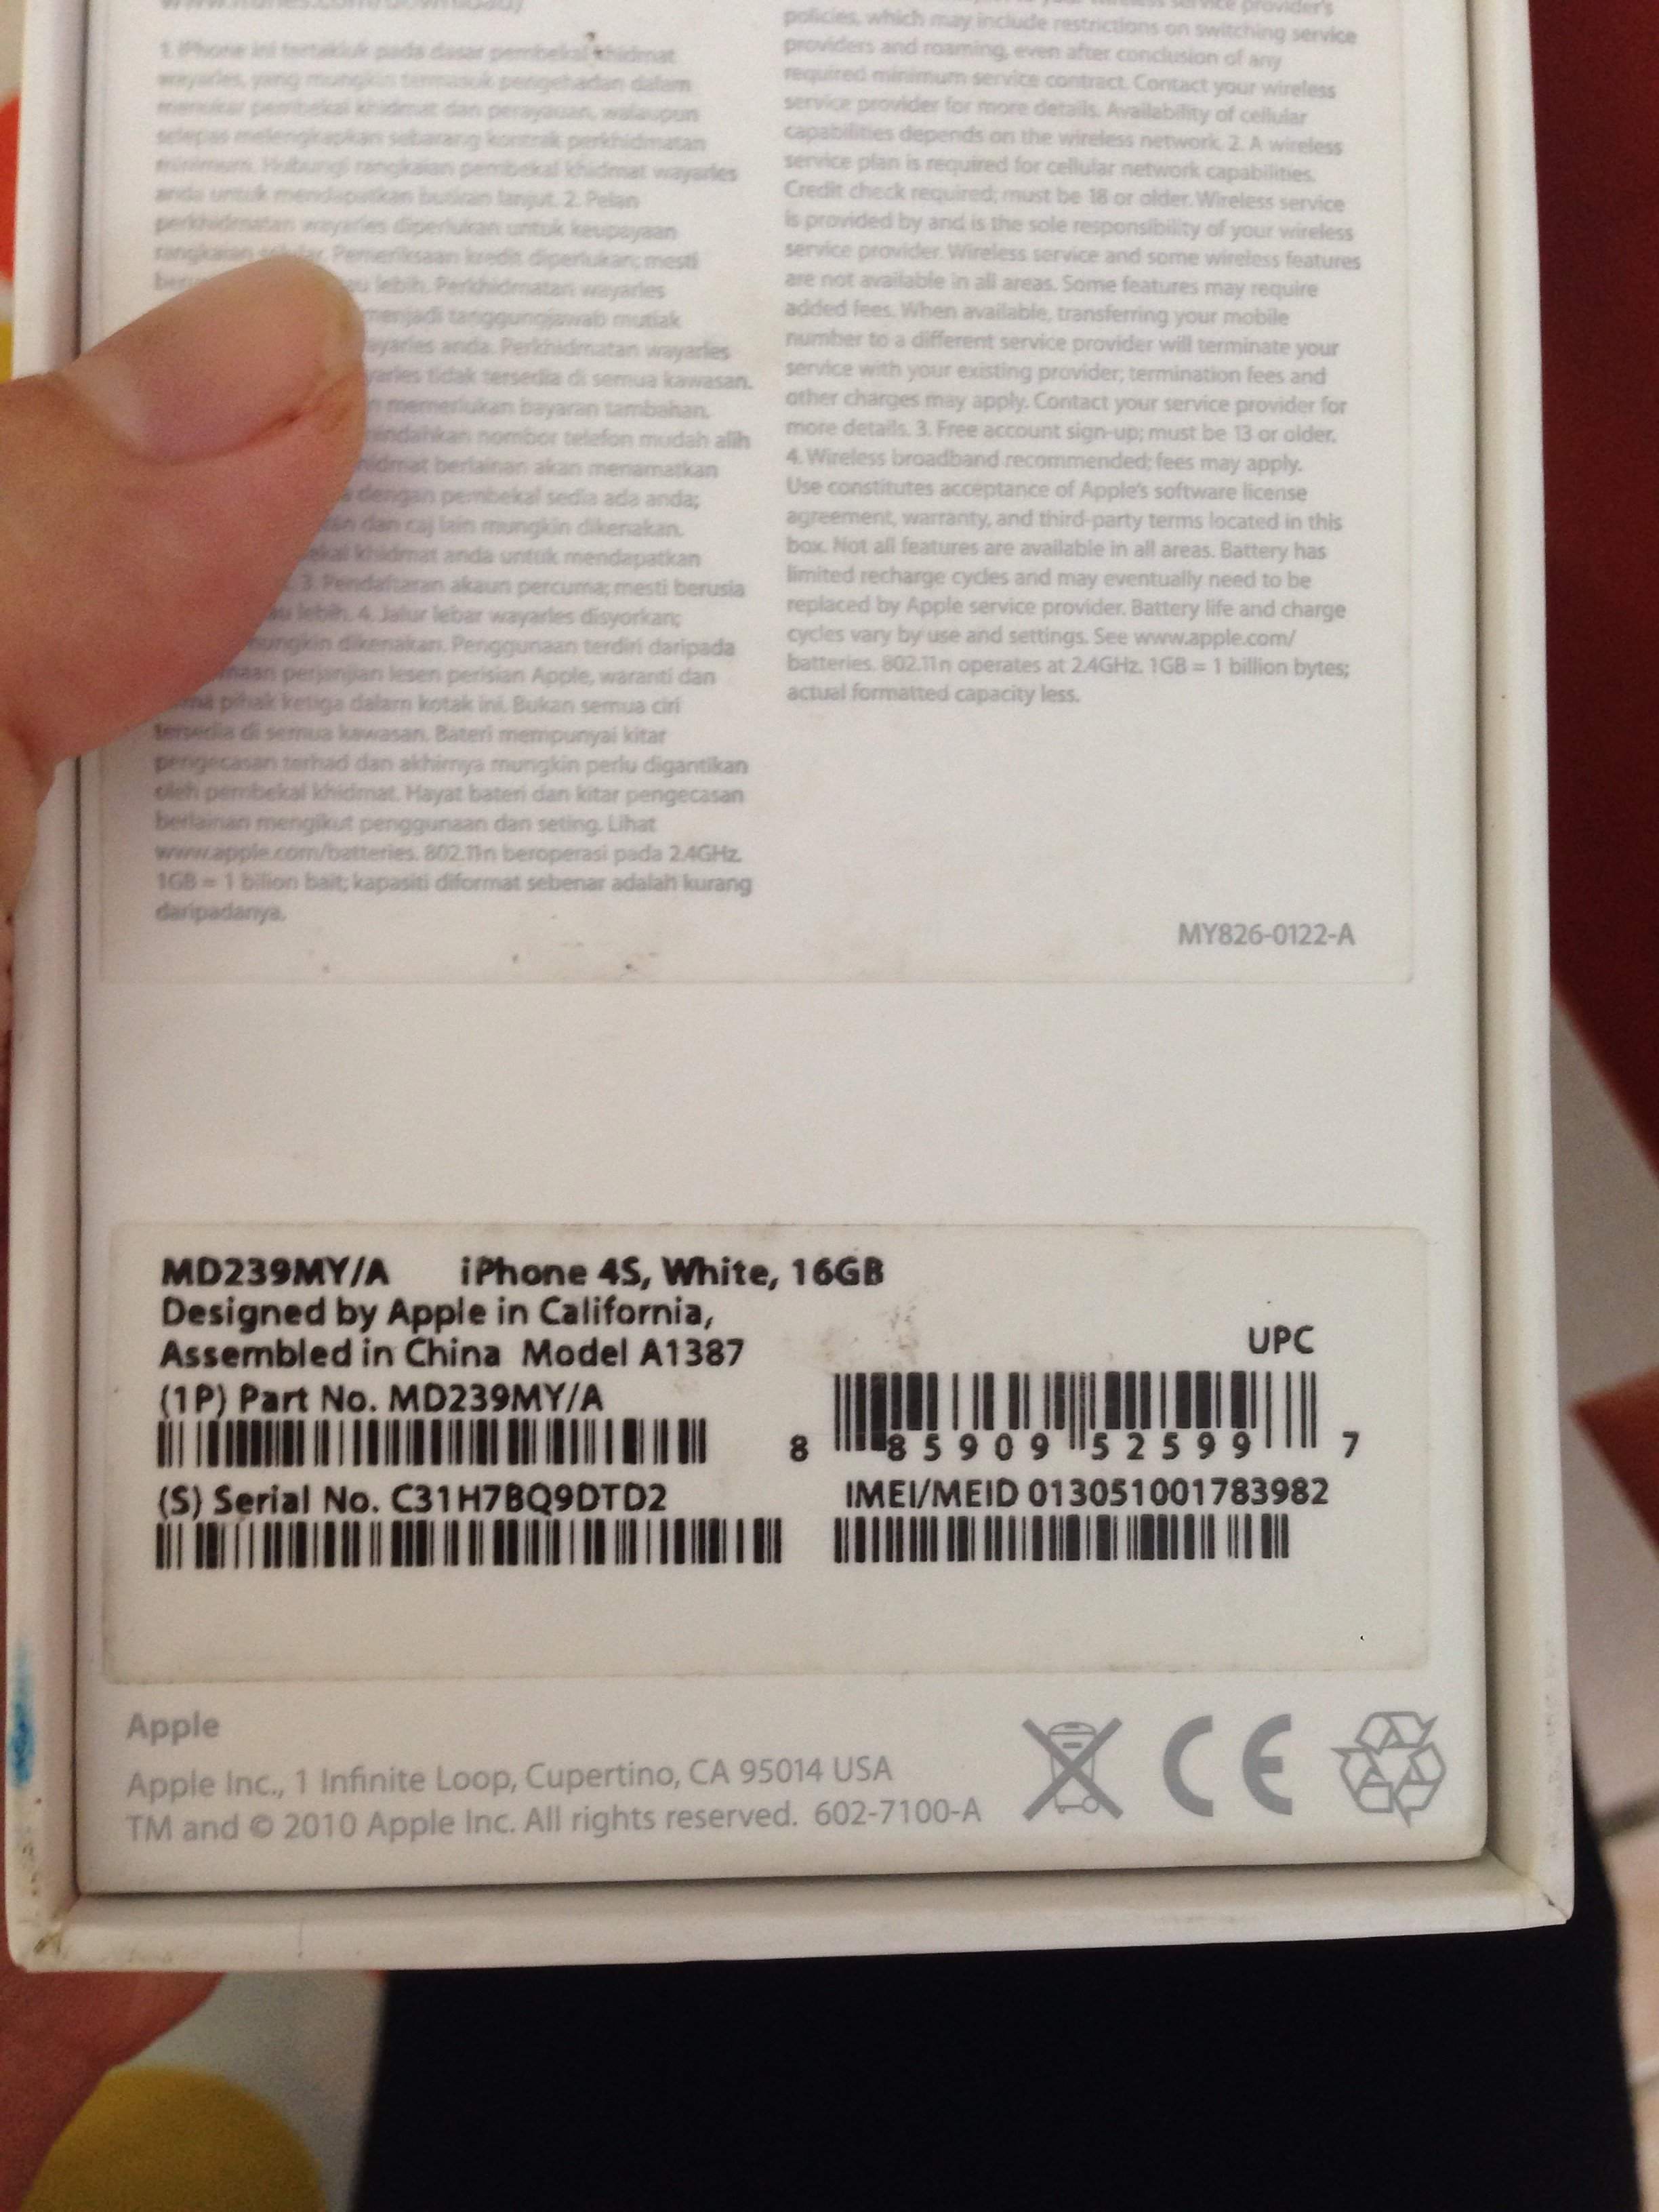 1. iPhone ini tertakluk pada dasar pembekal khidmat
wayarles, yang mungkin termasuk pengehadan dalam
menukar pembekal khidmat dan perayauan, walaupun
selepas melengkapkan sebarang kontrak perkhidmatan
minimum. Hubungi rangkaian pembekal khidmat wayarles
anda untuk mendapatkan butiran lanjut. 2. Pelan
perkhidmatan wayarles diperlukan untuk keupayaan
rangkaian selular. Pemeriksaan kredit diperlukan; mesti
lebih. Perkhidmatan wayarles
menjadi tanggungjawab mutlak
wayarles anda. Perkhidmatan wayarles
tidak tersedia di semua kawasan.
memerlukan bayaran tambahan.
nombor telefon mudah alih
berlainan akan menamatkan
dengan pembekal sedia ada anda;
dan caj lain mungkin dikenakan.
khidmat anda untuk mendapatkan
3. Pendaftaran akaun percuma; mesti berusia
lebih. 4. Jalur lebar wayarles disyorkan;
mungkin dikenakan. Penggunaan terdiri daripada
perjanjian lesen perisian Apple, waranti dan
pihak ketiga dalam kotak ini. Bukan semua ciri
tersedia di semua kawasan. Bateri mempunyai kitar
pengecasan terhad dan akhirnya mungkin perlu digantikan
oleh pembekal khidmat. Hayat bateri dan kitar pengecasan
berlainan mengikut penggunaan dan seting. Lihat
www.apple.com/batteries. 802.11n beroperasi pada 2.4GHz.
1GB = 1 bilion bait; kapasiti diformat sebenar adalah kurang
daripadanya.
service provider's
policies, which may include restrictions on switching service
providers and roaming, even after conclusion of any
required minimum service contract. Contact your wireless
service provider for more details. Availability of cellular
capabilities depends on the wireless network. 2. A wireless
service plan is required for cellular network capabilities.
Credit check required; must be 18 or older. Wireless service
is provided by and is the sole responsibility of your wireless
service provider. Wireless service and some wireless features
are not available in all areas. Some features may require
added fees. When available, transferring your mobile
number to a different service provider will terminate your
service with your existing provider; termination fees and
other charges may apply. Contact your service provider for
more details. 3. Free account sign-up; must be 13 or older.
4. Wireless broadband recommended; fees may apply.
Use constitutes acceptance of Apple's software license
agreement, warranty, and third-party terms located in this
box. Not all features are available in all areas. Battery has
limited recharge cycles and may eventually need to be
replaced by Apple service provider. Battery life and charge
cycles vary by use and settings. See www.apple.com/
batteries. 802.11n operates at 2.4GHz. 1GB = 1 billion bytes;
actual formatted capacity less.
MY826-0122-A
MD239MY/A iPhone 4S, White, 16GB
Designed by Apple in California,
Assembled in China Model A1387
(1P) Part No. MD239MY/A
UPC
8 85909 52599 7
(S) Serial No. C31H7BQ9DTD2
IMEI/MEID 013051001783982
Apple
Apple Inc., 1 Infinite Loop, Cupertino, CA 95014 USA
TM and © 2010 Apple Inc. All rights reserved. 602-7100-A
CE